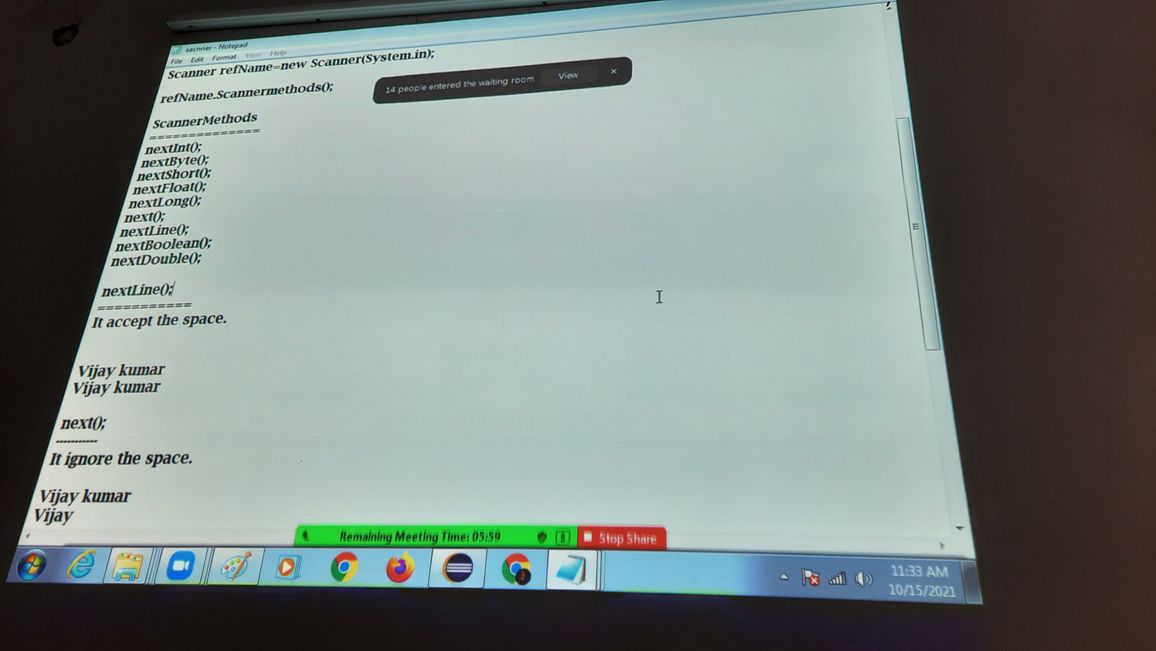 sacnner - Notepad
File Edit Format View Help
Scanner refName=new Scanner(System.in);
14 people entered the waiting room View ×
refName.Scannermethods();
ScannerMethods
==============
nextInt();
nextByte();
nextShort();
nextFloat();
nextLong();
next();
nextLine();
nextBoolean();
nextDouble();
nextLine();
===========
It accept the space.
Vijay kumar
Vijay kumar
next();
-----------
It ignore the space.
Vijay kumar
Vijay
Remaining Meeting Time: 05:59 Stop Share
11:33 AM
10/15/2021